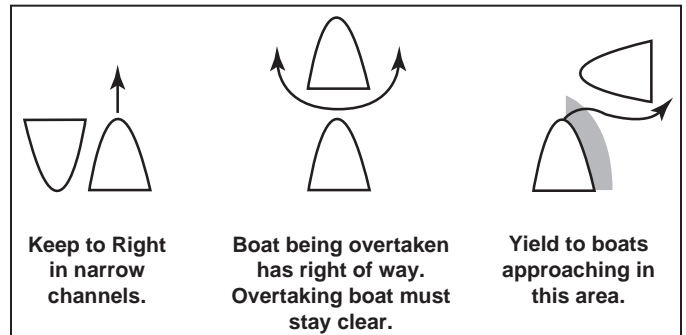 Keep to Right
in narrow
channels.
Boat being overtaken
has right of way.
Overtaking boat must
stay clear.
Yield to boats
approaching in
this area.